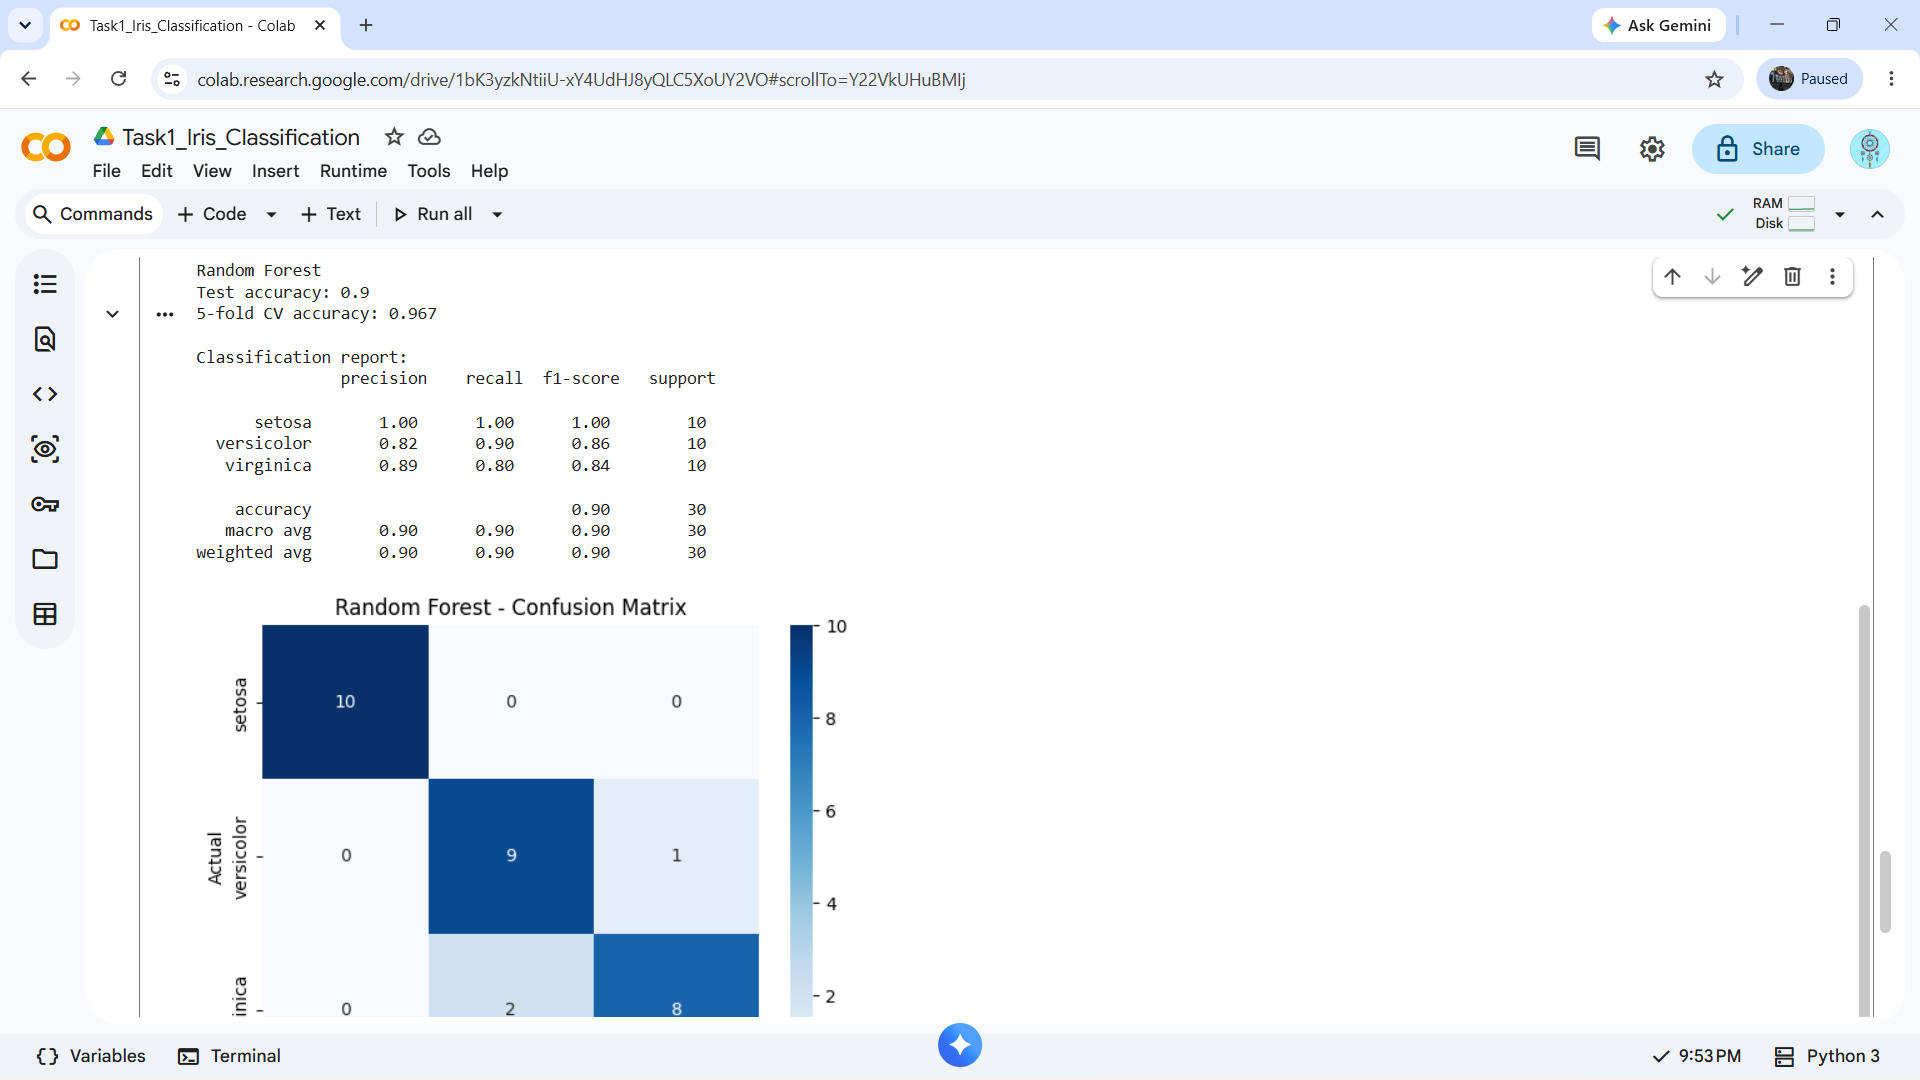 Task1_Iris_Classification - Colab
Ask Gemini
colab.research.google.com/drive/1bK3yzkNtiiU-xY4UdHJ8yQLC5XoUY2VO#scrollTo=Y22VkUHuBMlj
Paused
Task1_Iris_Classification
File Edit View Insert Runtime Tools Help
Share
Commands + Code + Text Run all
RAM
Disk
Random Forest
Test accuracy: 0.9
5-fold CV accuracy: 0.967
Classification report:
precision recall f1-score support
setosa 1.00 1.00 1.00 10
versicolor 0.82 0.90 0.86 10
virginica 0.89 0.80 0.84 10
accuracy 0.90 30
macro avg 0.90 0.90 0.90 30
weighted avg 0.90 0.90 0.90 30
Random Forest - Confusion Matrix
10
setosa
10 0 0
8
6
Actual
versicolor
0 9 1
4
inica
0 2 8
2
Variables Terminal
9:53 PM Python 3